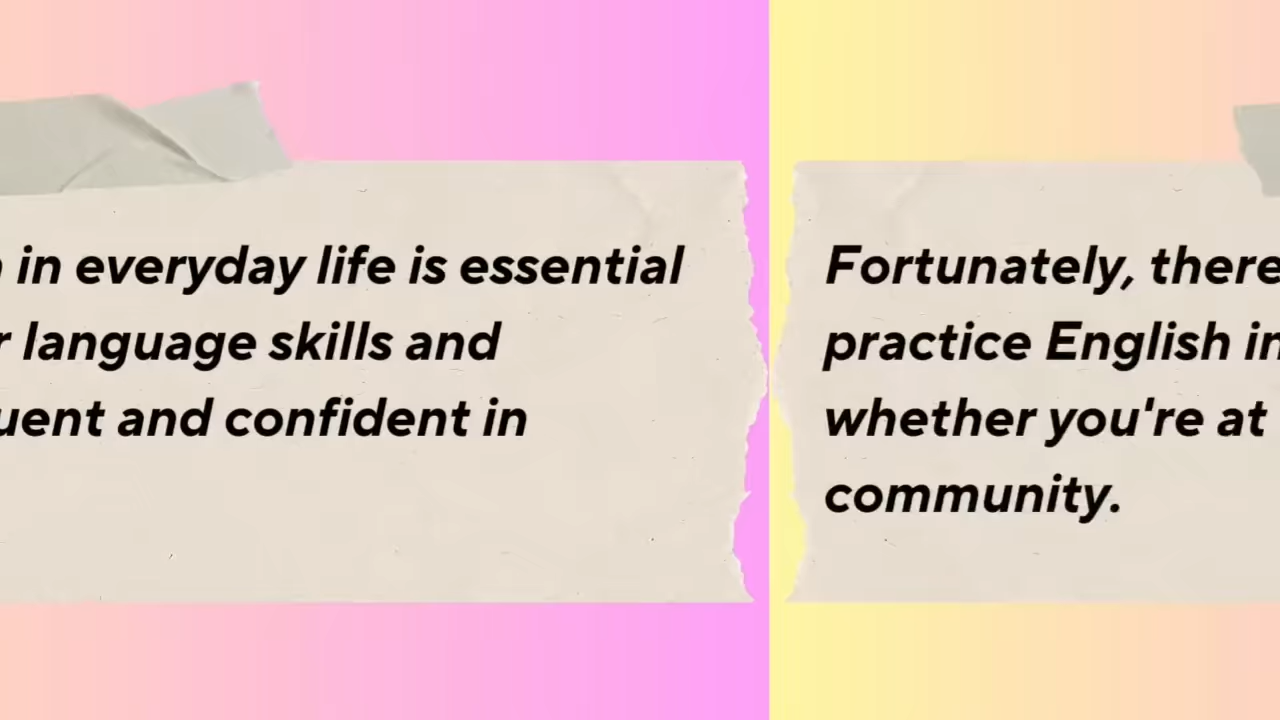 in everyday life is essential
language skills and
and confident in
Fortunately, there
practice English in
whether you're at
community.